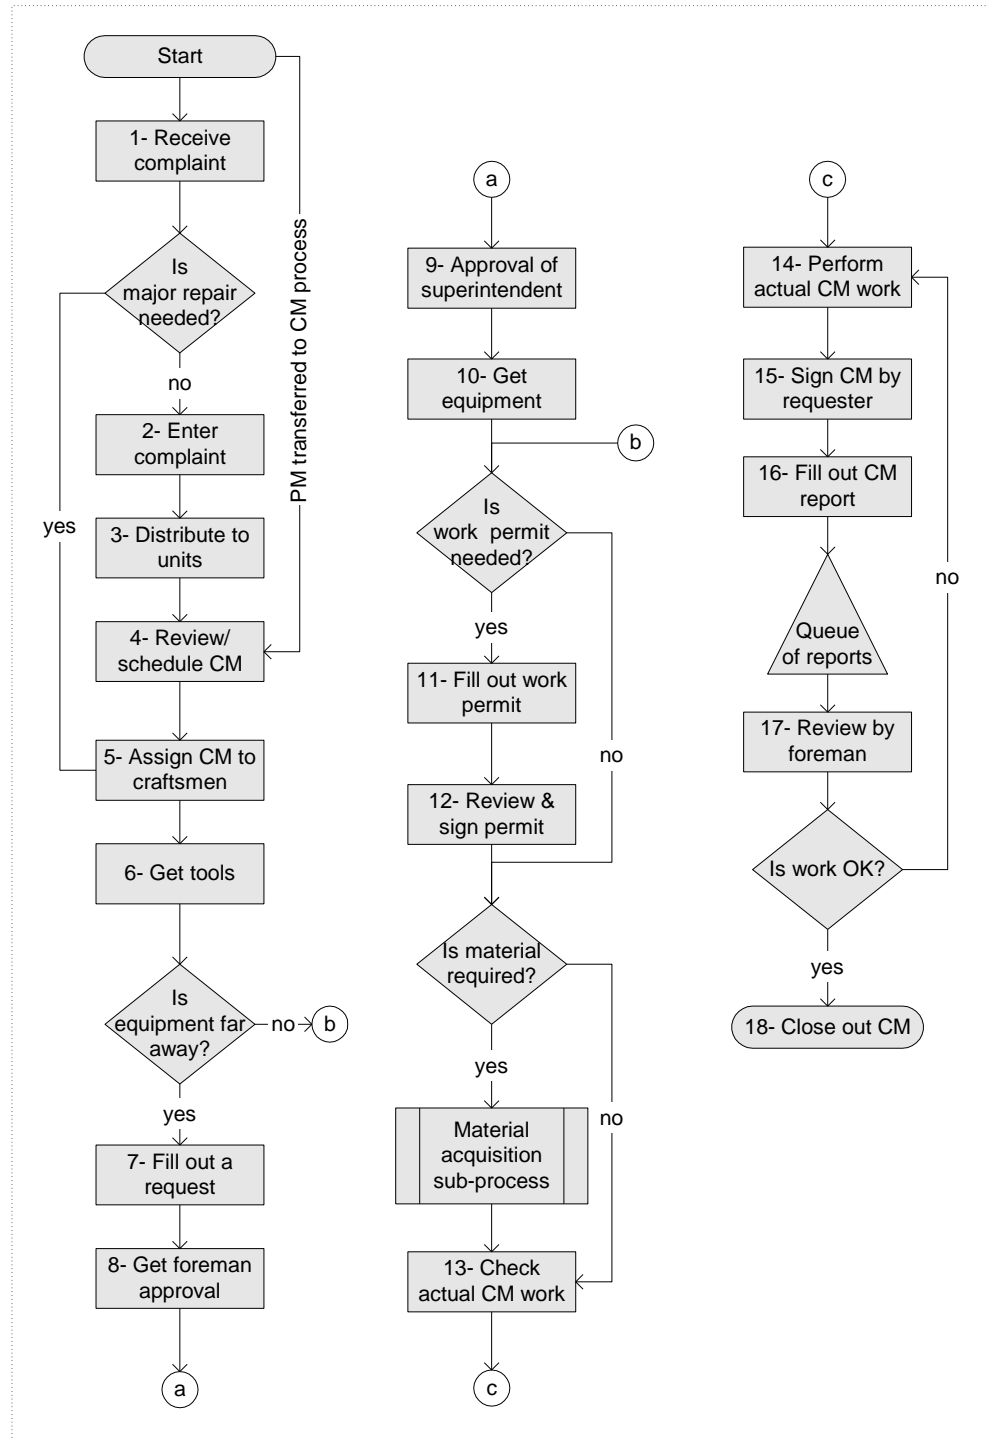 Start
1- Receive
complaint
Is
major repair
needed?
no
yes
2- Enter
complaint
3- Distribute to
units
4- Review/
schedule CM
PM transferred to CM process
5- Assign CM to
craftsmen
6- Get tools
Is
equipment far
away?
no
b
yes
7- Fill out a
request
8- Get foreman
approval
a
a
9- Approval of
superintendent
10- Get
equipment
b
Is
work permit
needed?
yes
no
11- Fill out work
permit
12- Review &
sign permit
Is material
required?
yes
no
Material
acquisition
sub-process
13- Check
actual CM work
c
c
14- Perform
actual CM work
15- Sign CM by
requester
16- Fill out CM
report
Queue
of reports
17- Review by
foreman
Is work OK?
no
yes
18- Close out CM